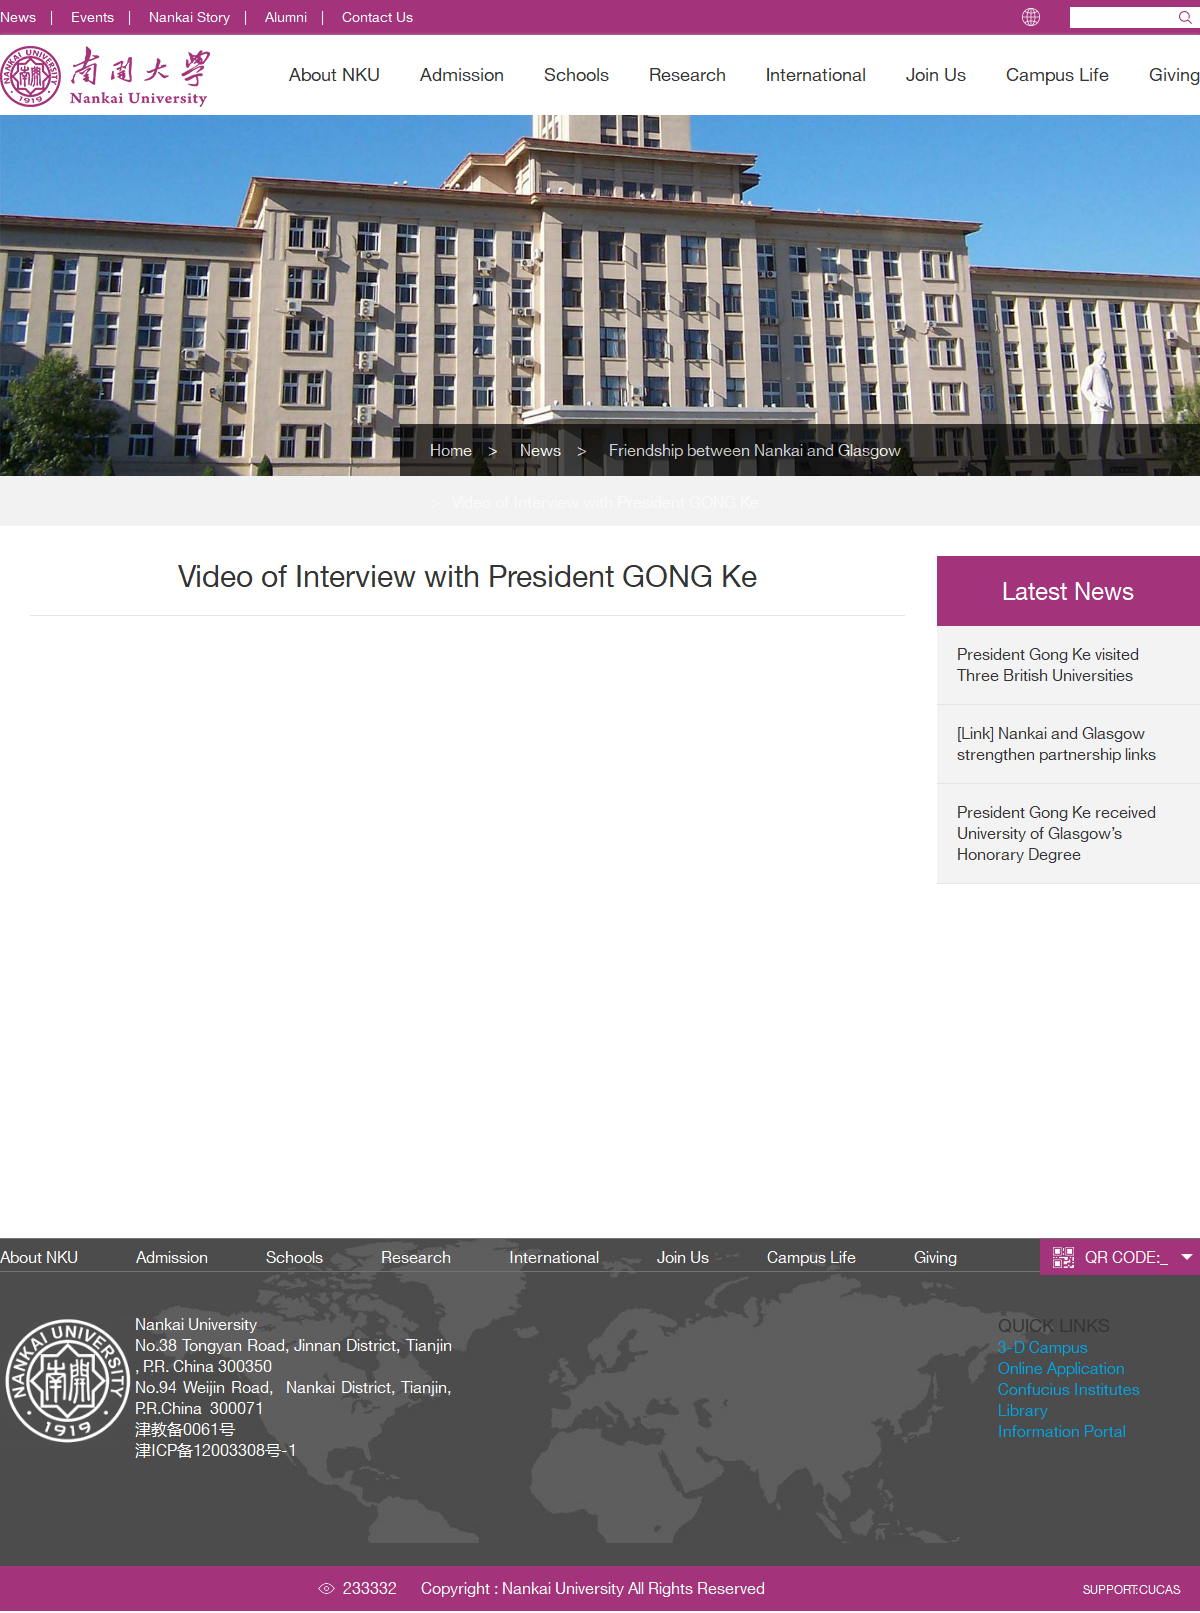 News | Events | Nankai Story | Alumni | Contact Us
NANKAI UNIVERSITY
1919
南開大學
Nankai University
About NKU Admission Schools Research International Join Us Campus Life Giving
Home > News > Friendship between Nankai and Glasgow
> Video of Interview with President GONG Ke
Video of Interview with President GONG Ke
Latest News
President Gong Ke visited
Three British Universities
[Link] Nankai and Glasgow
strengthen partnership links
President Gong Ke received
University of Glasgow’s
Honorary Degree
About NKU Admission Schools Research International Join Us Campus Life Giving
QR CODE:_
NANKAI UNIVERSITY
南開
1919
Nankai University
No.38 Tongyan Road, Jinnan District, Tianjin
, P.R. China 300350
No.94 Weijin Road, Nankai District, Tianjin,
P.R.China 300071
津教备0061号
津ICP备12003308号-1
QUICK LINKS
3-D Campus
Online Application
Confucius Institutes
Library
Information Portal
233332 Copyright : Nankai University All Rights Reserved
SUPPORT:CUCAS